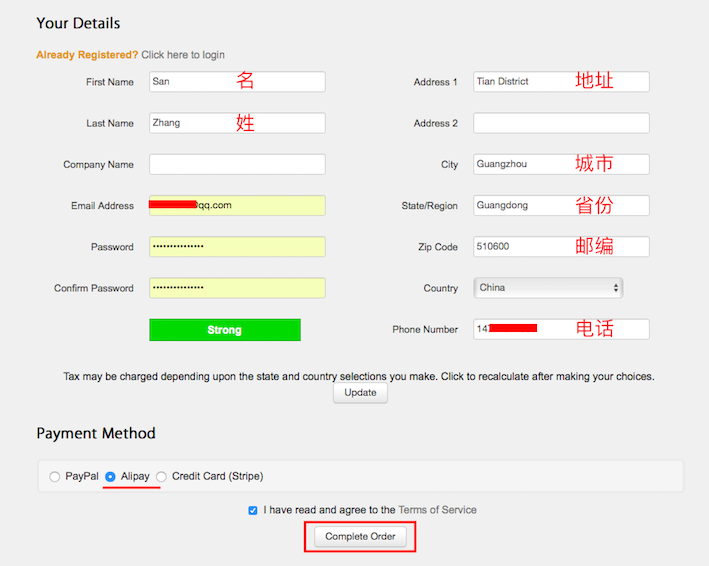 Your Details
Already Registered? Click here to login
First Name San 名
Last Name Zhang 姓
Company Name
Email Address qq.com
Password ···············
Confirm Password ···············
Strong
Address 1 Tian District 地址
Address 2
City Guangzhou 城市
State/Region Guangdong 省份
Zip Code 510600 邮编
Country China
Phone Number 14 电话
Tax may be charged depending upon the state and country selections you make. Click to recalculate after making your choices.
Update
Payment Method
PayPal Alipay Credit Card (Stripe)
I have read and agree to the Terms of Service
Complete Order